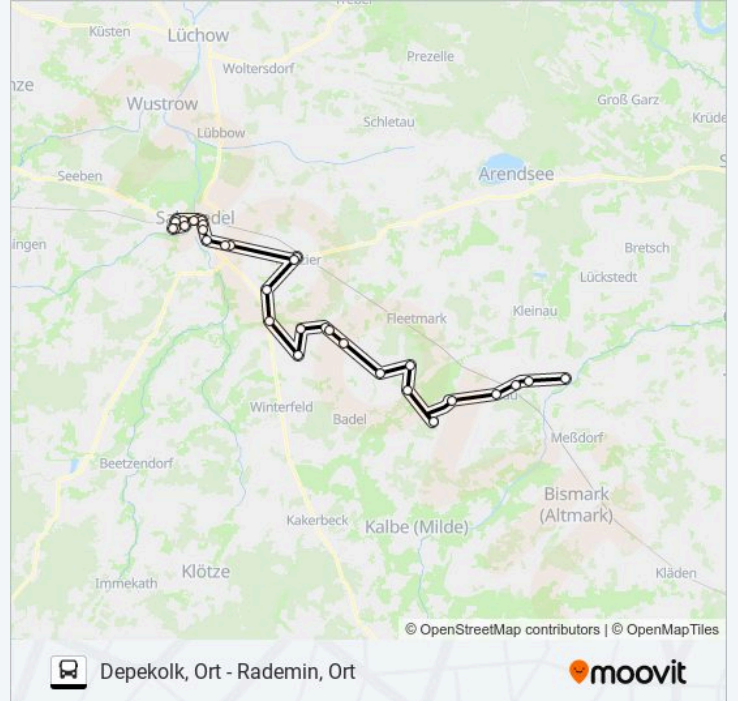 Lüchow
Küsten
Woltersdorf
Prezelle
Wustrow
Groß Garz
Lübbow
Schletau
Arendsee
Seeben
Bretsch
Lückstedt
Fleetmark
Kleinau
Winterfeld
Badel
Meßdorf
Beetzendorf
Bismark
(Altmark)
Kakerbeck
Kalbe (Milde)
Klötze
Immekath
Kläden
© OpenStreetMap contributors | © OpenMapTiles
Depekolk, Ort - Rademin, Ort
moovit